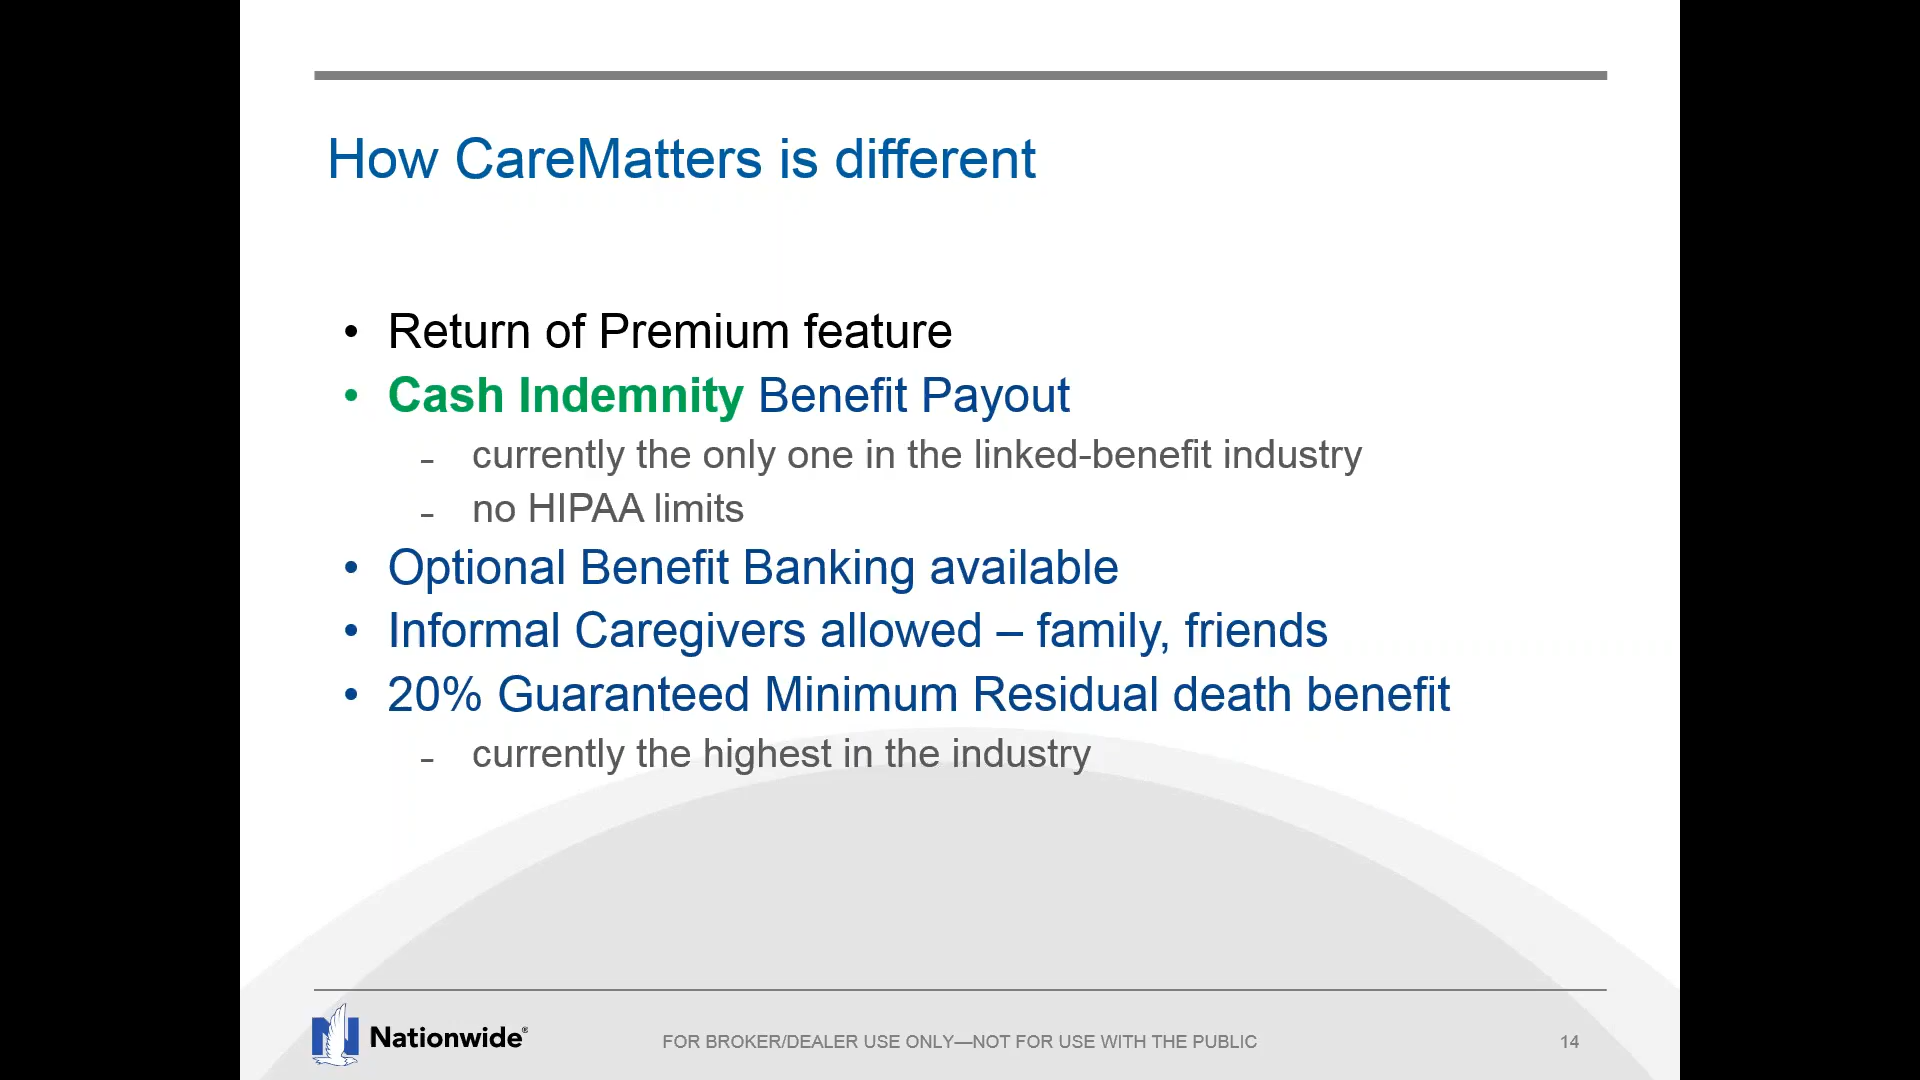 How CareMatters is different
• Return of Premium feature
• Cash Indemnity Benefit Payout
- currently the only one in the linked-benefit industry
- no HIPAA limits
• Optional Benefit Banking available
• Informal Caregivers allowed – family, friends
• 20% Guaranteed Minimum Residual death benefit
- currently the highest in the industry
Nationwide®
FOR BROKER/DEALER USE ONLY—NOT FOR USE WITH THE PUBLIC
14